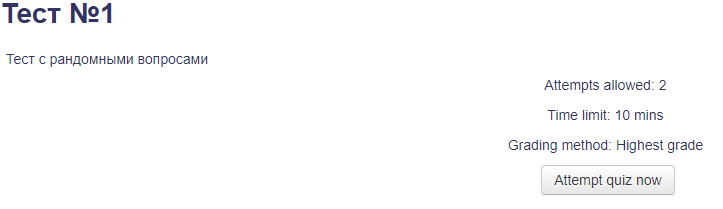 Тест №1
Тест с рандомными вопросами
Attempts allowed: 2
Time limit: 10 mins
Grading method: Highest grade
Attempt quiz now